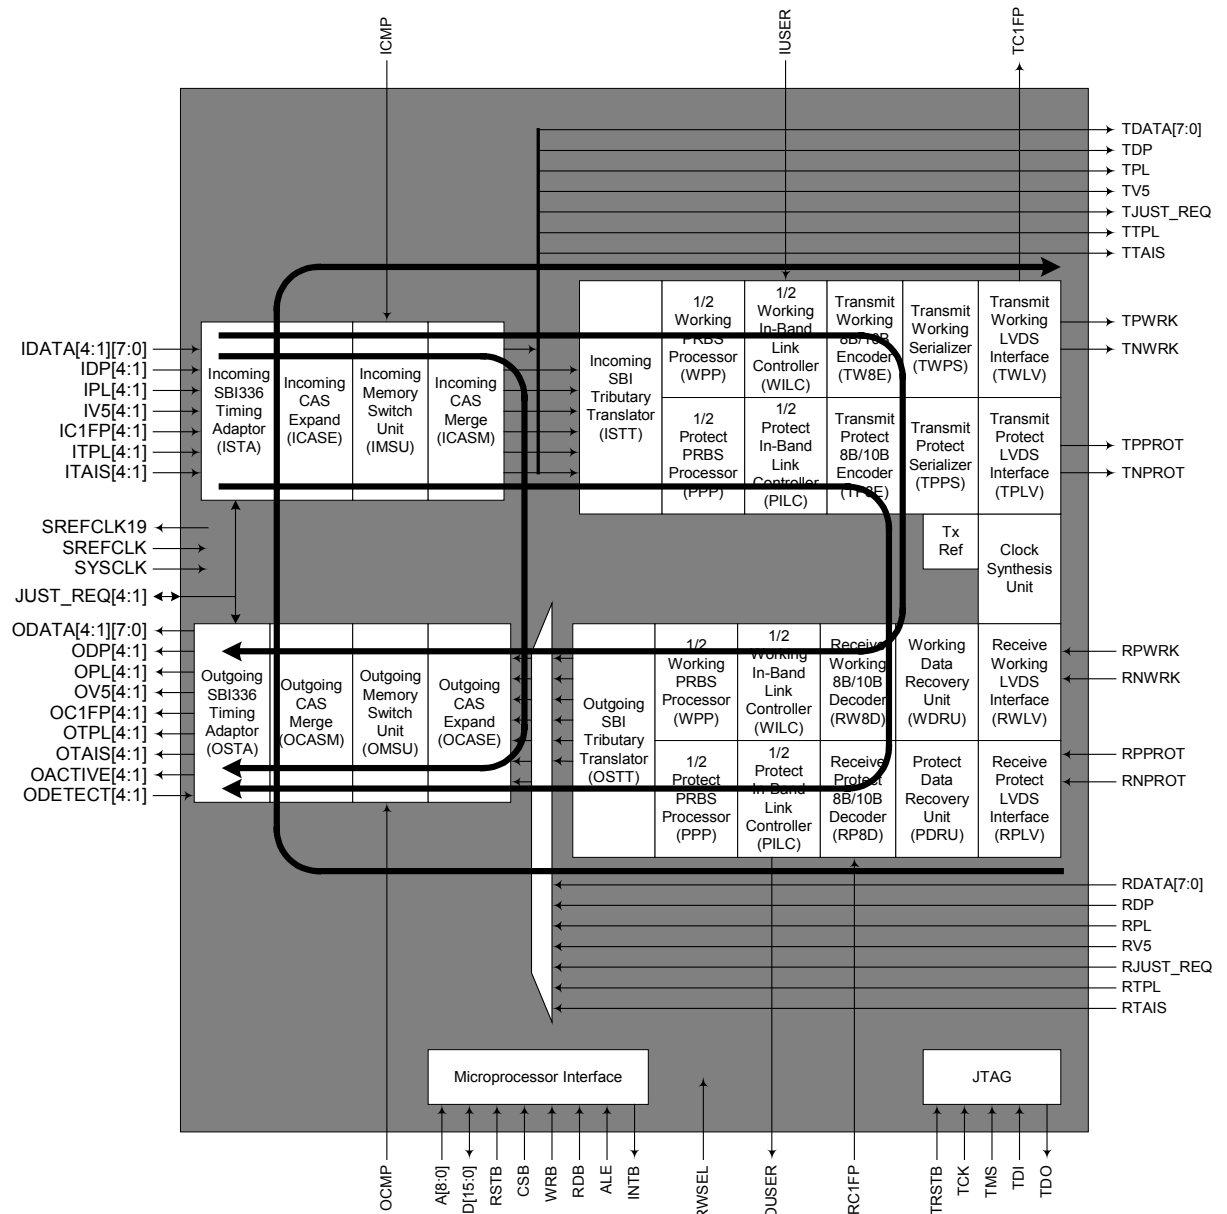 ICMP
IUSER
TC1FP
TDATA[7:0]
TDP
TPL
TV5
TJUST_REQ
TTPL
TTAIS
IDATA[4:1][7:0]
IDP[4:1]
IPL[4:1]
IV5[4:1]
IC1FP[4:1]
ITPL[4:1]
ITAIS[4:1]
Incoming
SBI336
Timing
Adaptor
(ISTA)
Incoming
CAS
Expand
(ICASE)
Incoming
Memory
Switch
Unit
(IMSU)
Incoming
CAS
Merge
(ICASM)
Incoming
SBI
Tributary
Translator
(ISTT)
1/2
Working
PRBS
Processor
(WPP)
1/2
Working
In-Band
Link
Controller
(WILC)
Transmit
Working
8B/10B
Encoder
(TW8E)
Transmit
Working
Serializer
(TWPS)
Transmit
Working
LVDS
Interface
(TWLV)
TPWRK
TNWRK
1/2
Protect
PRBS
Processor
(PPP)
1/2
Protect
In-Band
Link
Controller
(PILC)
Transmit
Protect
8B/10B
Encoder
(TP8E)
Transmit
Protect
Serializer
(TPPS)
Transmit
Protect
LVDS
Interface
(TPLV)
TPPROT
TNPROT
SREFCLK19
SREFCLK
SYSCLK
JUST_REQ[4:1]
Tx
Ref
Clock
Synthesis
Unit
ODATA[4:1][7:0]
ODP[4:1]
OPL[4:1]
OV5[4:1]
OC1FP[4:1]
OTPL[4:1]
OTAIS[4:1]
OACTIVE[4:1]
ODETECT[4:1]
Outgoing
SBI336
Timing
Adaptor
(OSTA)
Outgoing
CAS
Merge
(OCASM)
Outgoing
Memory
Switch
Unit
(OMSU)
Outgoing
CAS
Expand
(OCASE)
Outgoing
SBI
Tributary
Translator
(OSTT)
1/2
Working
PRBS
Processor
(WPP)
1/2
Working
In-Band
Link
Controller
(WILC)
Receive
Working
8B/10B
Decoder
(RW8D)
Working
Data
Recovery
Unit
(WDRU)
Receive
Working
LVDS
Interface
(RWLV)
RPWRK
RNWRK
1/2
Protect
PRBS
Processor
(PPP)
1/2
Protect
In-Band
Link
Controller
(PILC)
Receive
Protect
8B/10B
Decoder
(RP8D)
Protect
Data
Recovery
Unit
(PDRU)
Receive
Protect
LVDS
Interface
(RPLV)
RPPROT
RNPROT
RDATA[7:0]
RDP
RPL
RV5
RJUST_REQ
RTPL
RTAIS
Microprocessor Interface
JTAG
OCMP
A[8:0]
D[15:0]
RSTB
CSB
WRB
RDB
ALE
INTB
RWSEL
OUSER
RC1FP
TRSTB
TCK
TMS
TDI
TDO